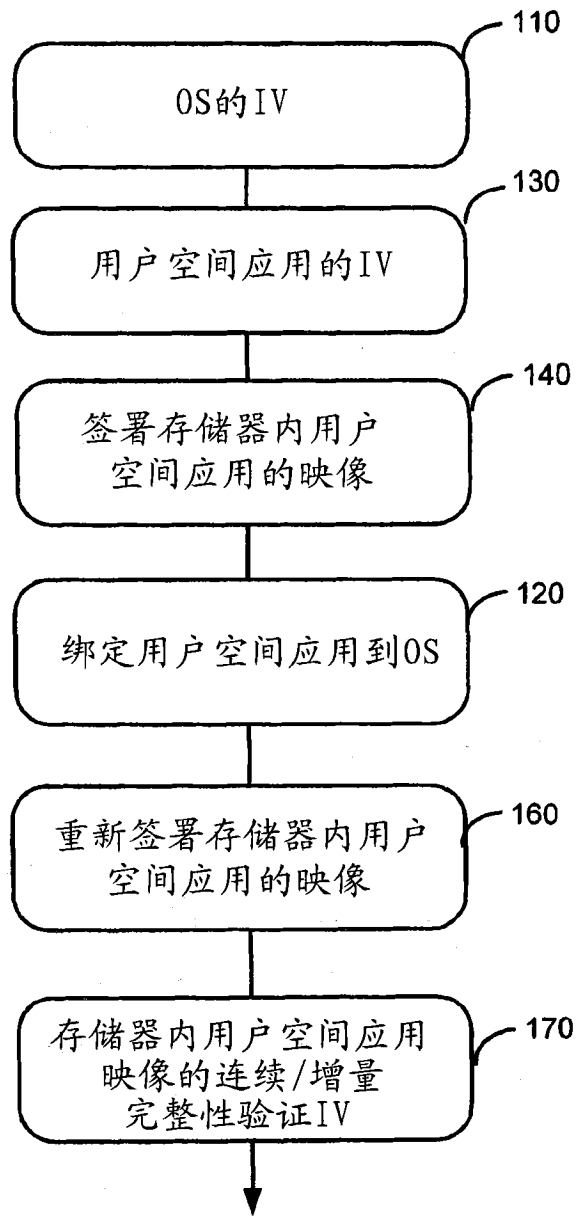 110
OS的IV
130
用户空间应用的IV
140
签署存储器内用户
空间应用的映像
120
绑定用户空间应用到OS
160
重新签署存储器内用户
空间应用的映像
170
存储器内用户空间应用
映像的连续/增量
完整性验证IV